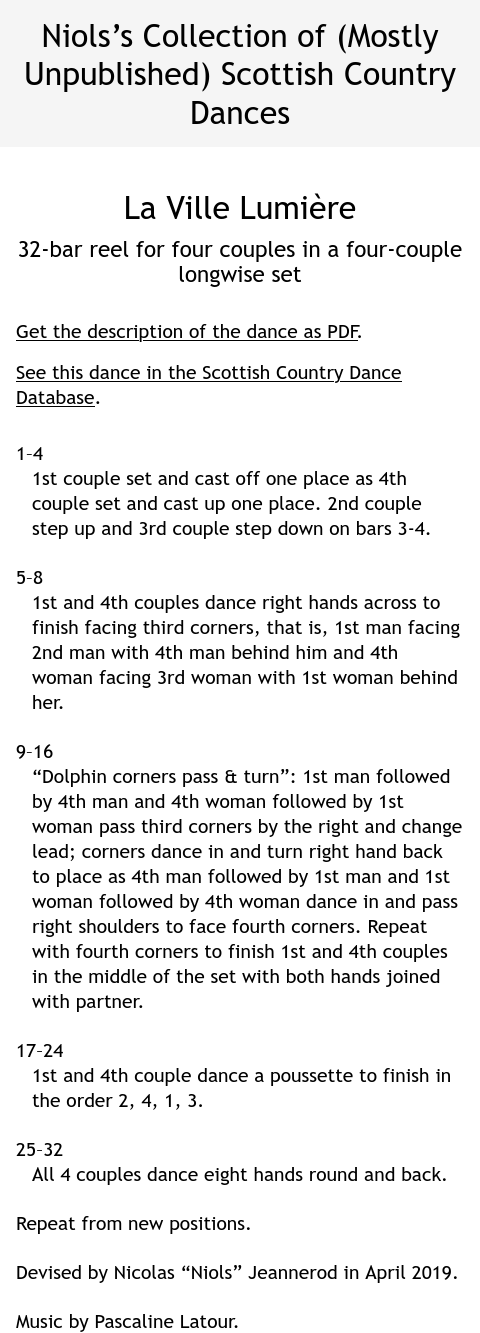 Niols’s Collection of (Mostly
Unpublished) Scottish Country
Dances
La Ville Lumière
32-bar reel for four couples in a four-couple
longwise set
Get the description of the dance as PDF.
See this dance in the Scottish Country Dance
Database.
1–4
1st couple set and cast off one place as 4th
couple set and cast up one place. 2nd couple
step up and 3rd couple step down on bars 3-4.
5–8
1st and 4th couples dance right hands across to
finish facing third corners, that is, 1st man facing
2nd man with 4th man behind him and 4th
woman facing 3rd woman with 1st woman behind
her.
9–16
“Dolphin corners pass & turn”: 1st man followed
by 4th man and 4th woman followed by 1st
woman pass third corners by the right and change
lead; corners dance in and turn right hand back
to place as 4th man followed by 1st man and 1st
woman followed by 4th woman dance in and pass
right shoulders to face fourth corners. Repeat
with fourth corners to finish 1st and 4th couples
in the middle of the set with both hands joined
with partner.
17–24
1st and 4th couple dance a poussette to finish in
the order 2, 4, 1, 3.
25–32
All 4 couples dance eight hands round and back.
Repeat from new positions.
Devised by Nicolas “Niols” Jeannerod in April 2019.
Music by Pascaline Latour.